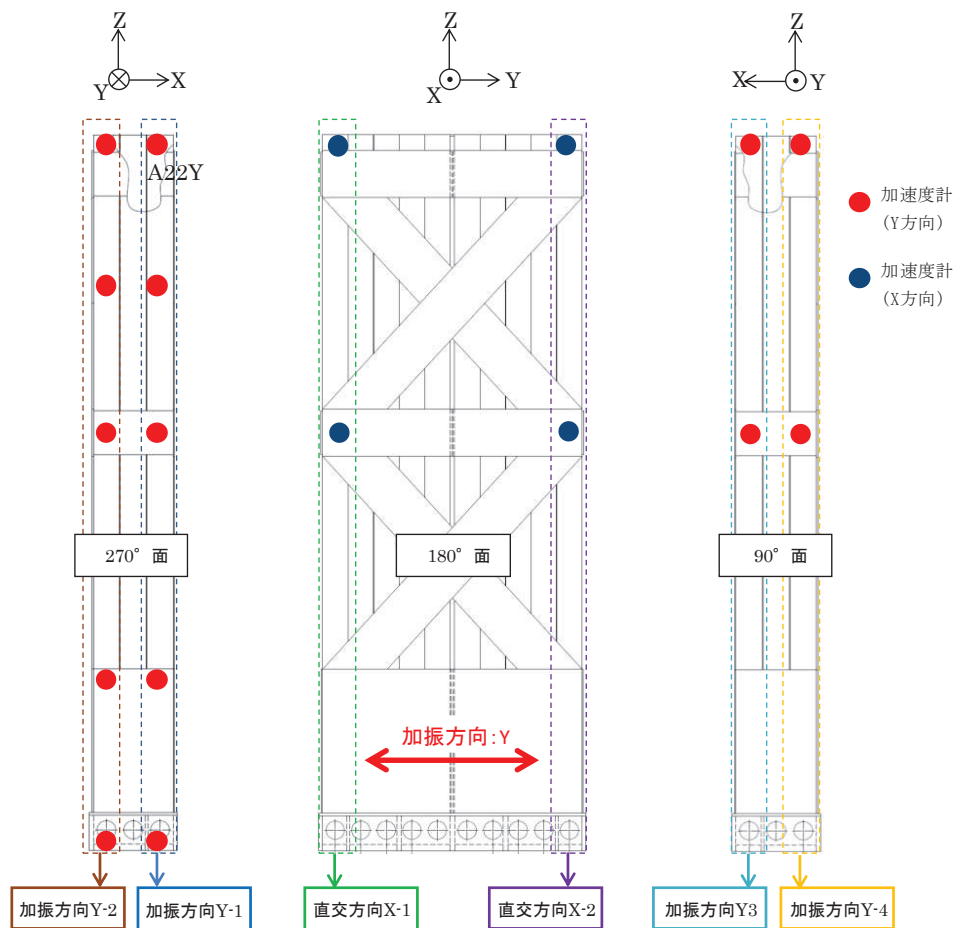 Z
Y
X
Z
X
Y
Z
X
Y
A22Y
加速度計
(Y方向)
加速度計
(X方向)
270° 面
180° 面
90° 面
加振方向:Y
加振方向Y-2
加振方向Y-1
直交方向X-1
直交方向X-2
加振方向Y3
加振方向Y-4